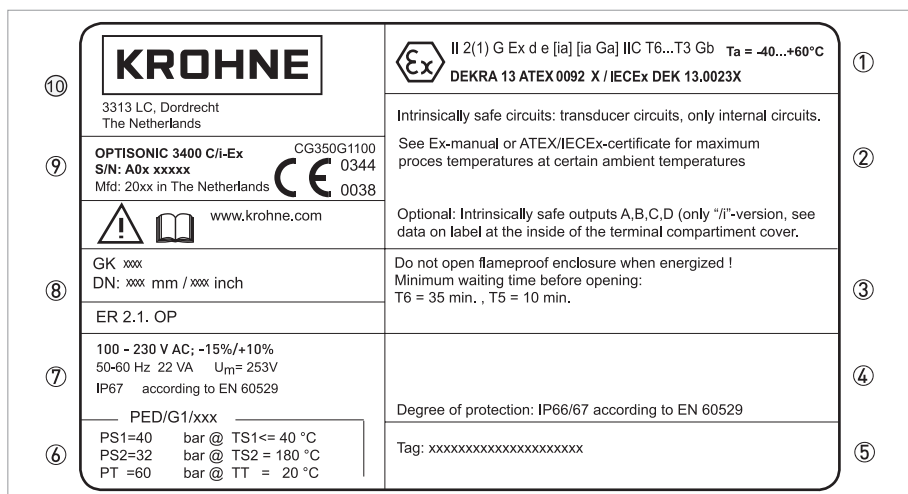 KROHNE
3313 LC, Dordrecht
The Netherlands
OPTISONIC 3400 C/i-Ex CG350G1100
S/N: A0x xxxxx 0344
Mfd: 20xx in The Netherlands CE 0038
www.krohne.com
GK xxx
DN: xxx mm / xxx inch
ER 2.1. OP
100 - 230 V AC; -15%/+10%
50-60 Hz 22 VA Um= 253V
IP67 according to EN 60529
PED/G1/xxx
PS1=40 bar @ TS1<= 40 °C
PS2=32 bar @ TS2 = 180 °C
PT =60 bar @ TT = 20 °C
Ex II 2(1) G Ex d e [ia] [ia Ga] IIC T6...T3 Gb Ta = -40...+60°C
DEKRA 13 ATEX 0092 X / IECEx DEK 13.0023X
Intrinsically safe circuits: transducer circuits, only internal circuits.
See Ex-manual or ATEX/IECEx-certificate for maximum
proces temperatures at certain ambient temperatures
Optional: Intrinsically safe outputs A,B,C,D (only “/i”-version, see
data on label at the inside of the terminal compartiment cover.
Do not open flameproof enclosure when energized !
Minimum waiting time before opening:
T6 = 35 min. , T5 = 10 min.
Degree of protection: IP66/67 according to EN 60529
Tag: xxxxxxxxxxxxxxxxxxxxx
①
②
③
④
⑤
⑥
⑦
⑧
⑨
⑩